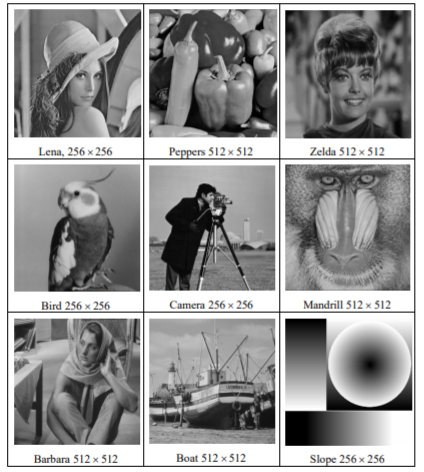 Lena, 256 × 256
Peppers 512 × 512
Zelda 512 × 512
Bird 256 × 256
Camera 256 × 256
Mandrill 512 × 512
Barbara 512 × 512
Boat 512 × 512
Slope 256 × 256